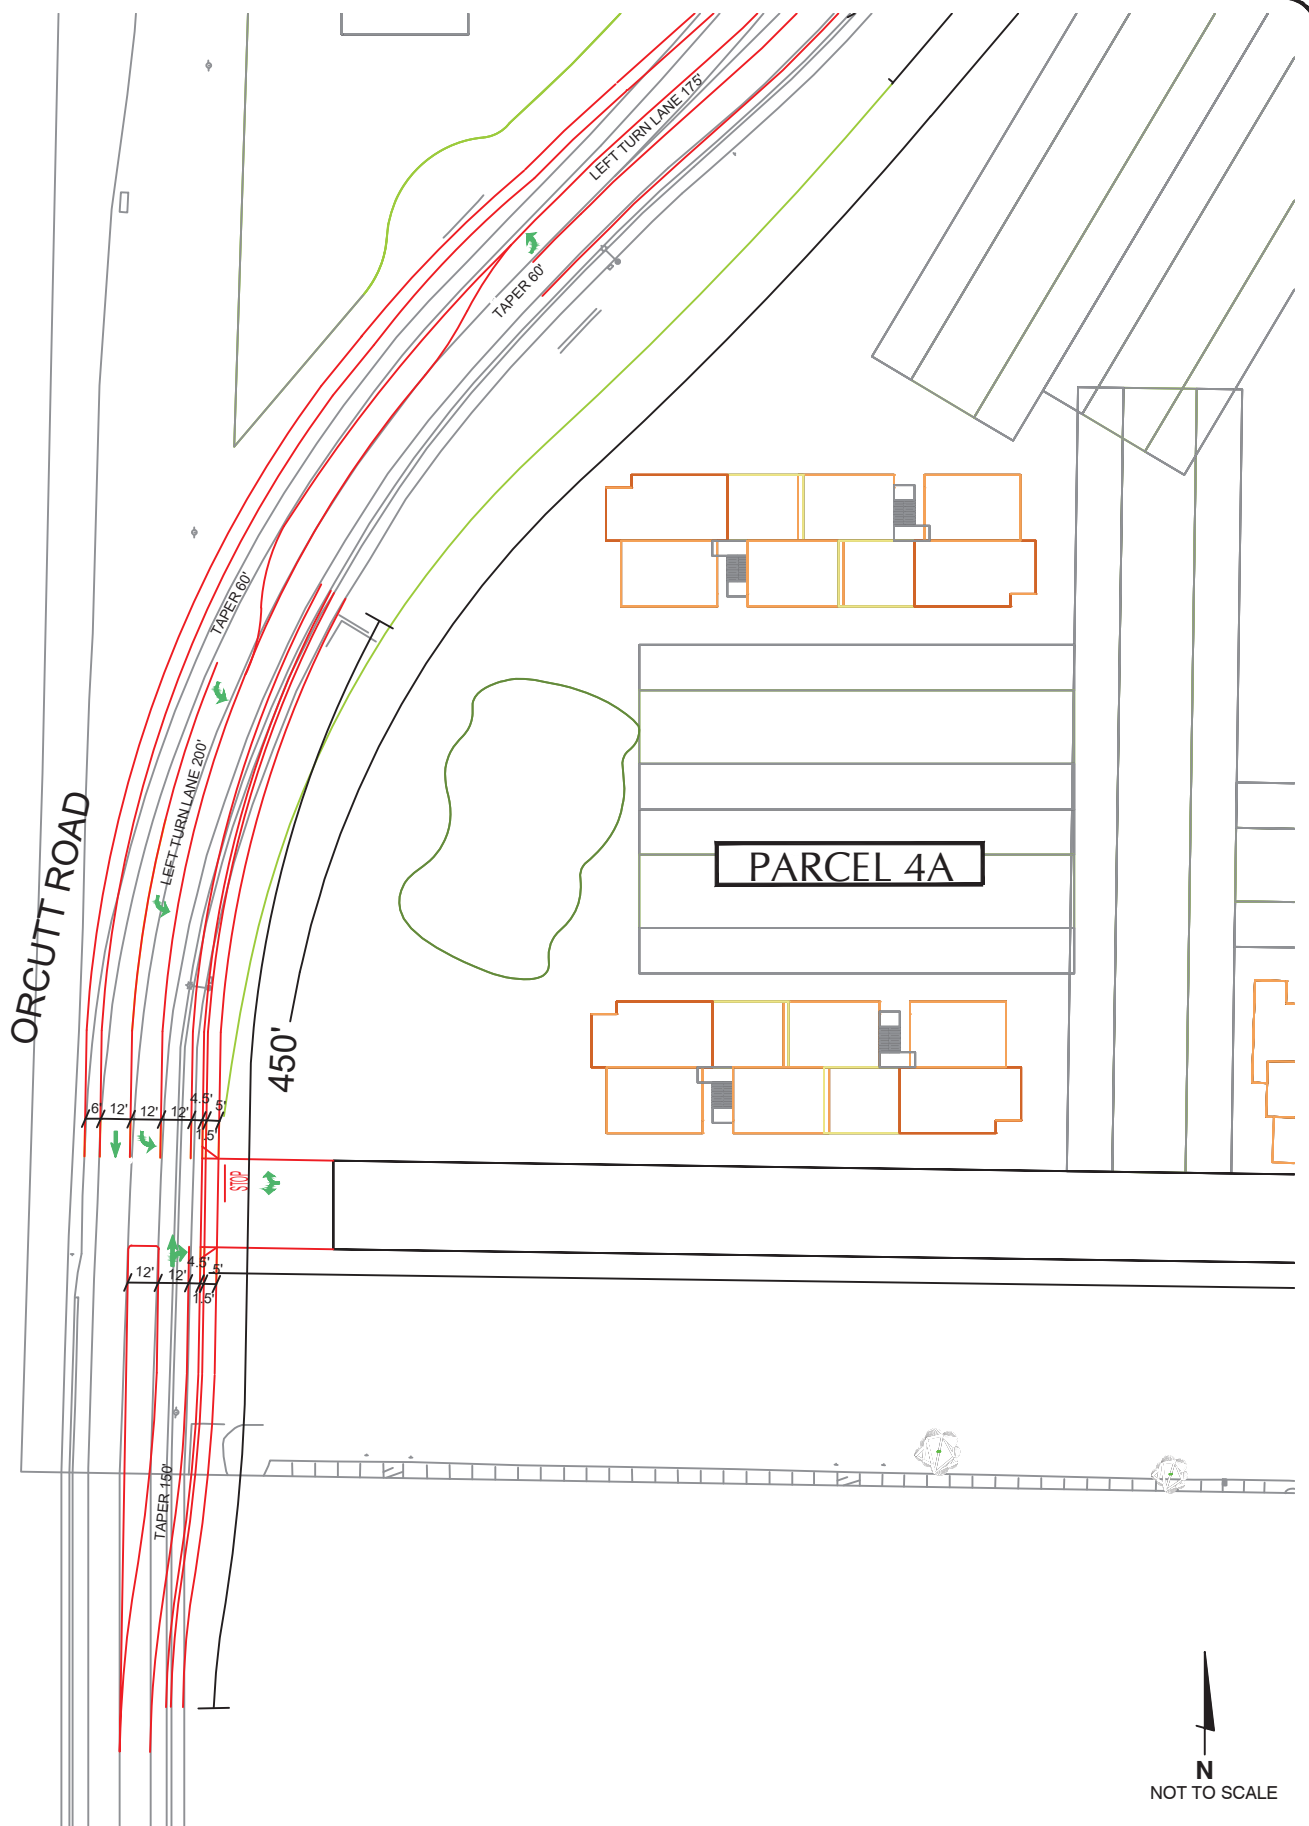 LEFT TURN LANE 175'
TAPER 60'
TAPER 60'
LEFT TURN LANE 200'
ORCUTT ROAD
PARCEL 4A
450'
6' 12' 12' 12' 4.5' 5'
1.5'
STOP
12' 12' 4.5' 5'
1.5'
TAPER 150'
N
NOT TO SCALE